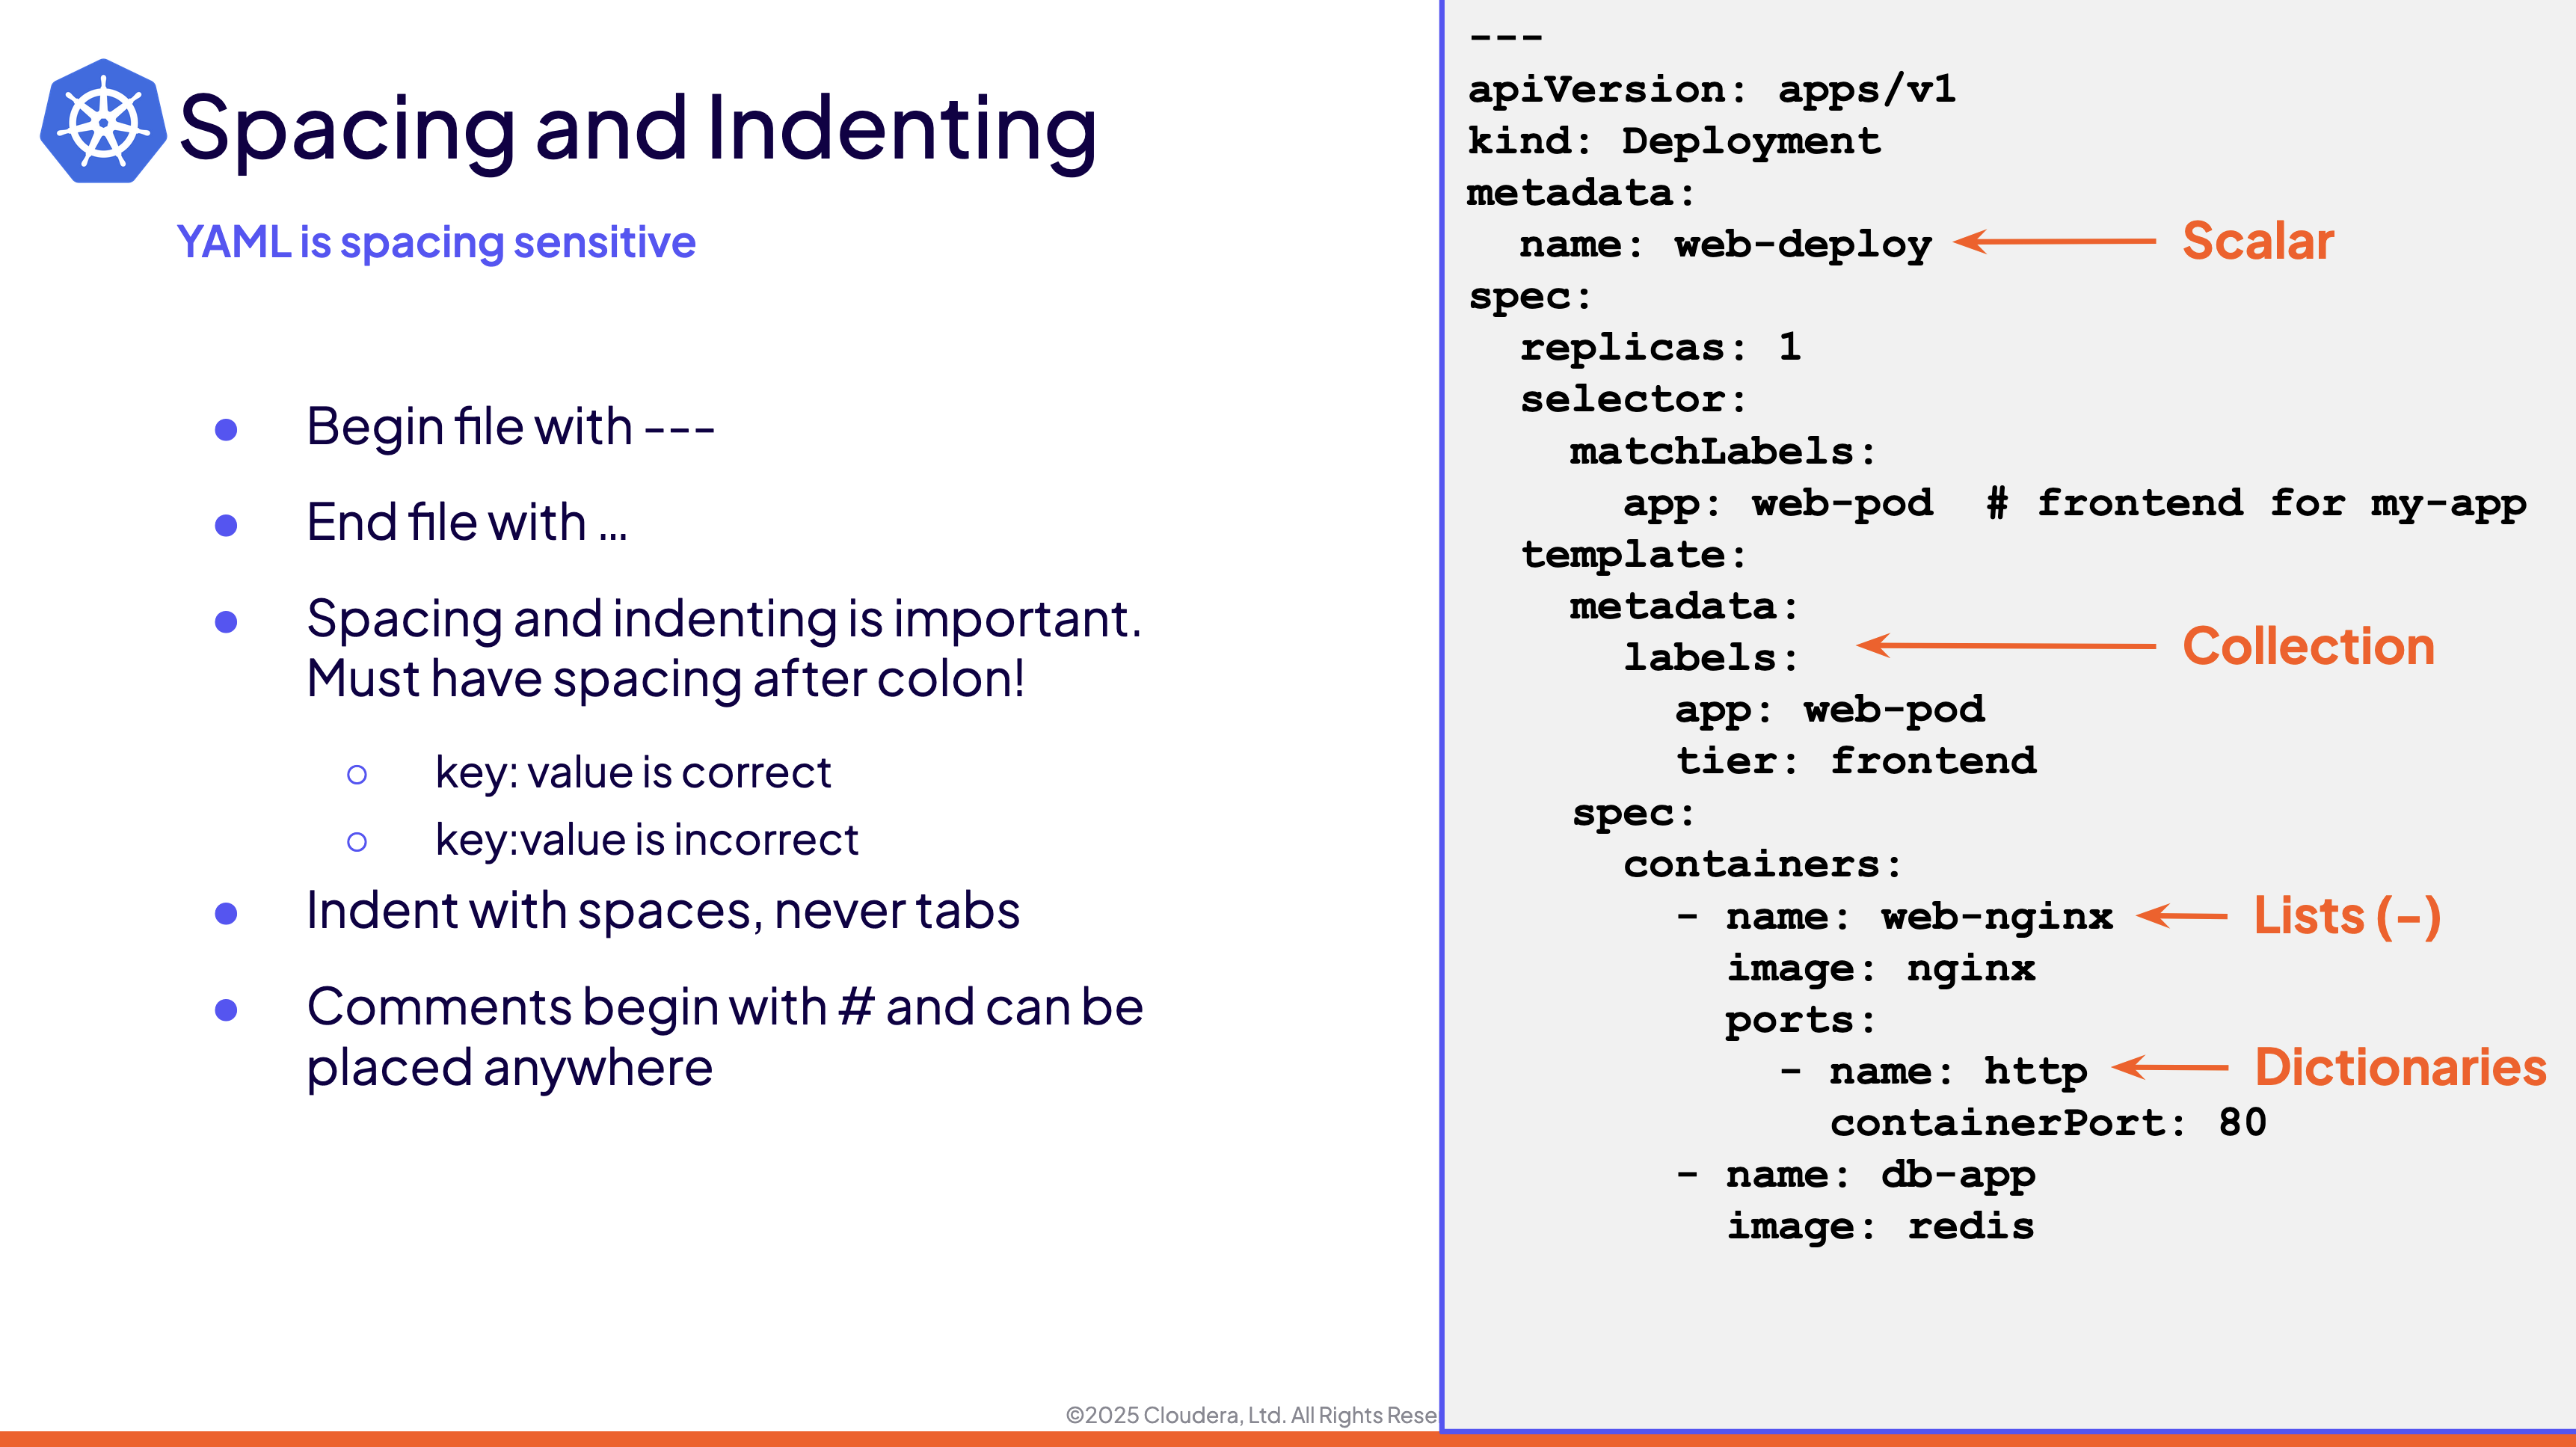 Spacing and Indenting
YAML is spacing sensitive
● Begin file with ---
● End file with ...
● Spacing and indenting is important.
Must have spacing after colon!
○ key: value is correct
○ key:value is incorrect
● Indent with spaces, never tabs
● Comments begin with # and can be
placed anywhere
---
apiVersion: apps/v1
kind: Deployment
metadata:
  name: web-deploy Scalar
spec:
  replicas: 1
  selector:
    matchLabels:
      app: web-pod  # frontend for my-app
  template:
    metadata:
      labels: Collection
        app: web-pod
        tier: frontend
    spec:
      containers:
        - name: web-nginx Lists (-)
          image: nginx
          ports:
            - name: http Dictionaries
              containerPort: 80
        - name: db-app
          image: redis
©2025 Cloudera, Ltd. All Rights Rese